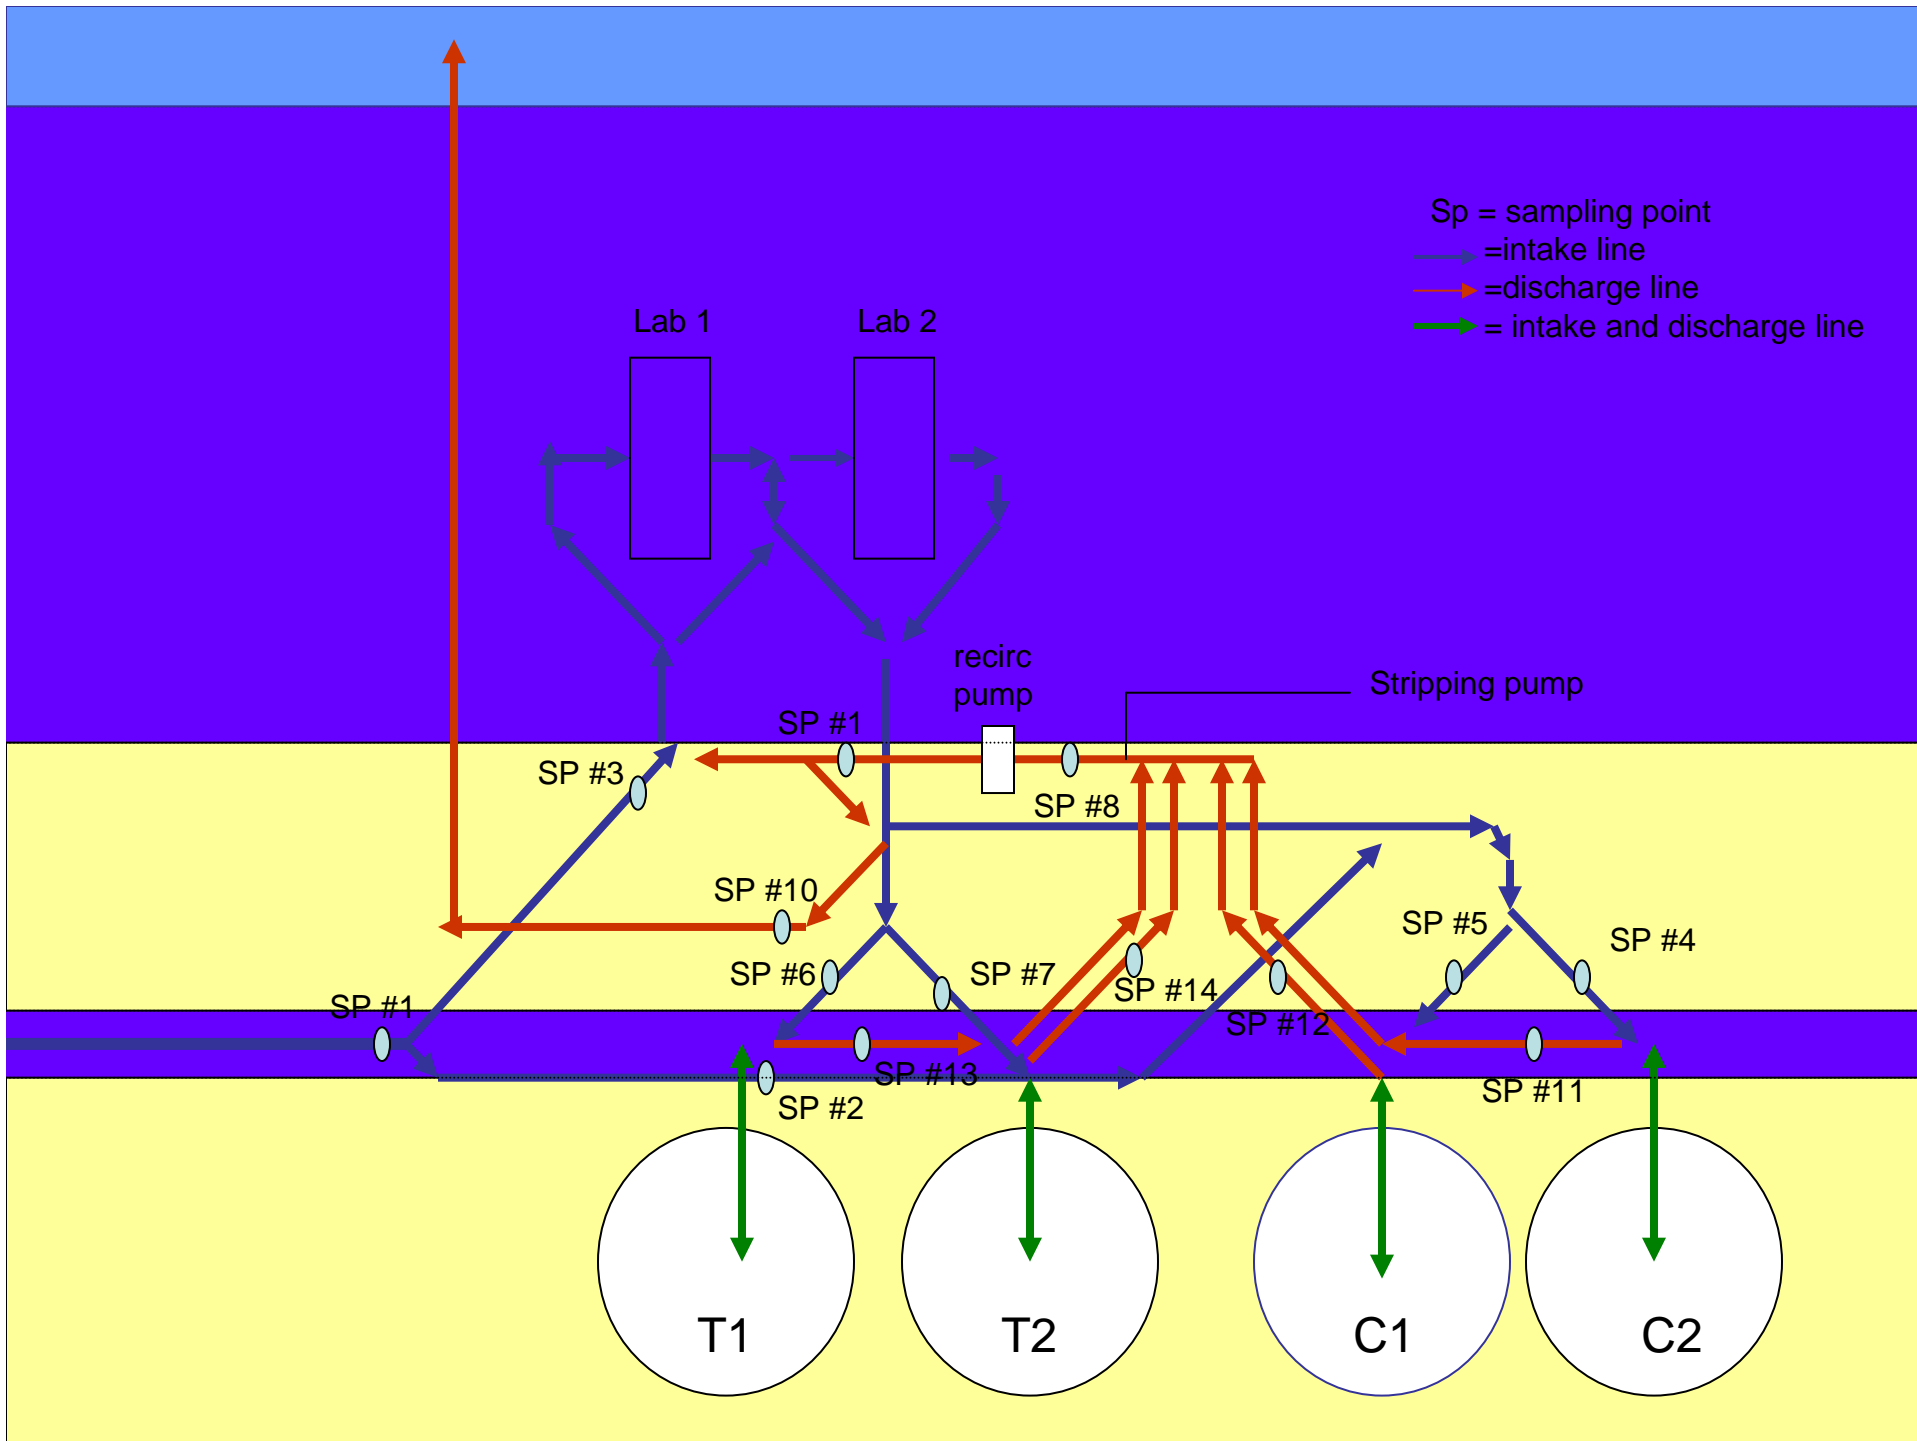 Sp = sampling point
=intake line
=discharge line
= intake and discharge line
Lab 1
Lab 2
recirc
pump
Stripping pump
SP #1
SP #3
SP #8
SP #10
SP #5
SP #4
SP #6
SP #7
SP #14
SP #1
SP #12
SP #13
SP #11
SP #2
T1
T2
C1
C2